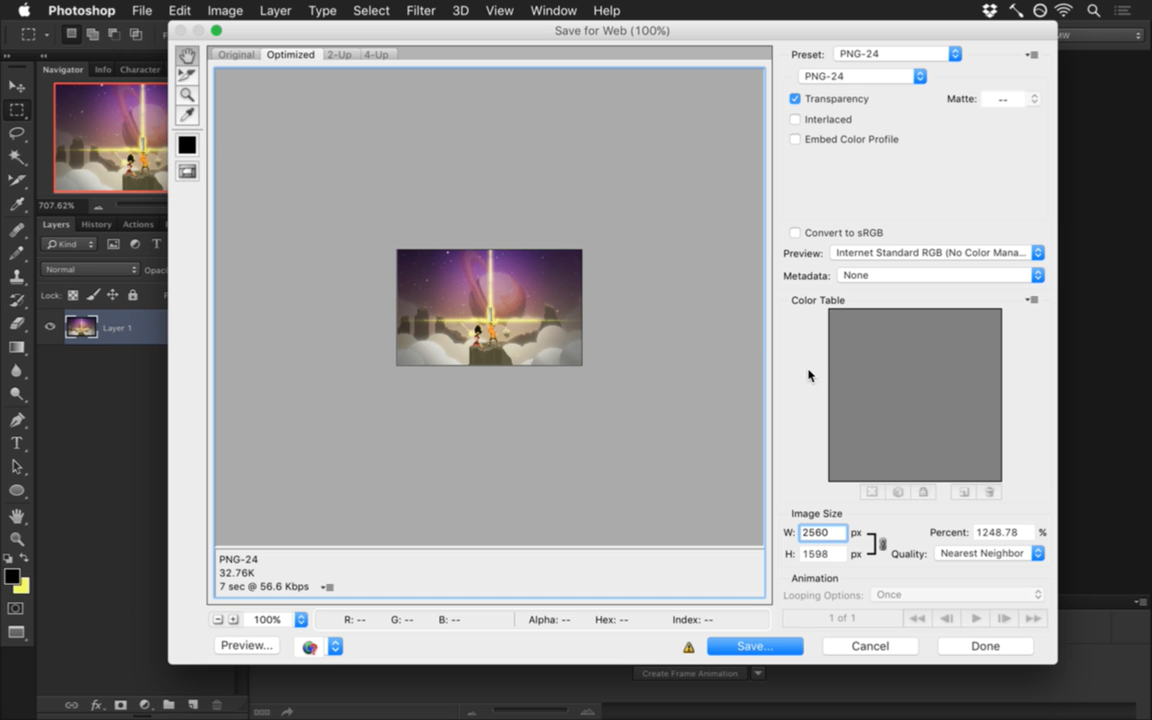 Photoshop File Edit Image Layer Type Select Filter 3D View Window Help
Save for Web (100%)
Navigator Info Character
707.62%
Layers History Actions
Kind
Normal
Lock:
Layer 1
Original Optimized 2-Up 4-Up
PNG-24
32.76K
7 sec @ 56.6 Kbps
100% R: -- G: -- B: -- Alpha: -- Hex: -- Index: --
Preview... Save... Cancel Done
Preset: PNG-24
PNG-24
Transparency Matte: --
Interlaced
Embed Color Profile
Convert to sRGB
Preview: Internet Standard RGB (No Color Mana...
Metadata: None
Color Table
Image Size
W: 2560 px Percent: 1248.78 %
H: 1598 px Quality: Nearest Neighbor
Animation
Looping Options: Once
1 of 1
Create Frame Animation